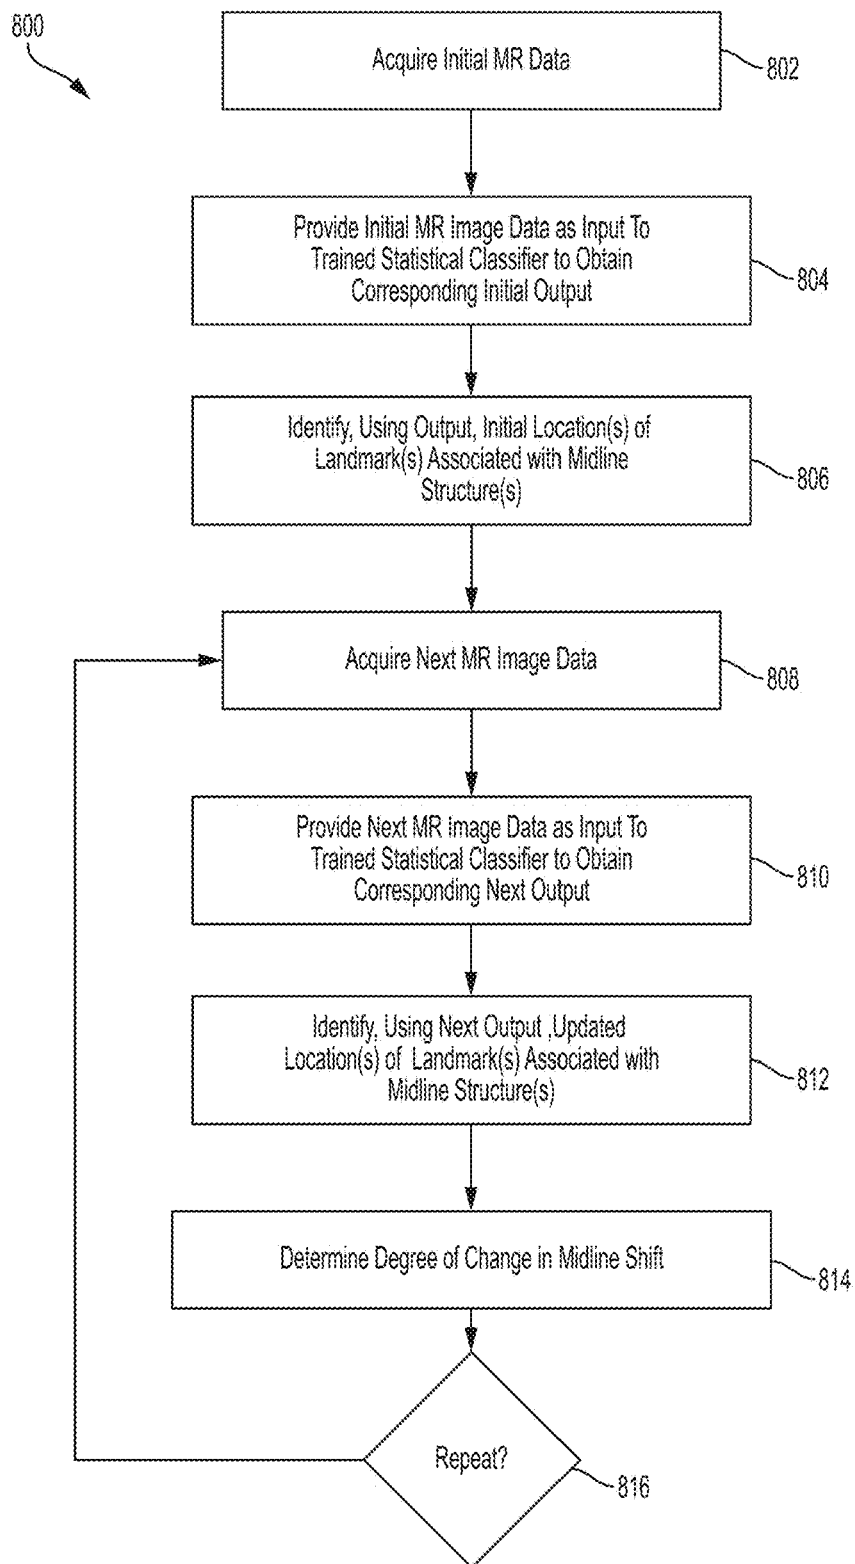 800
Acquire Initial MR Data
802
Provide Initial MR Image Data as Input To
Trained Statistical Classifier to Obtain
Corresponding Initial Output
804
Identify, Using Output, Initial Location(s) of
Landmark(s) Associated with Midline
Structure(s)
806
Acquire Next MR Image Data
808
Provide Next MR Image Data as Input To
Trained Statistical Classifier to Obtain
Corresponding Next Output
810
Identify, Using Next Output ,Updated
Location(s) of Landmark(s) Associated with
Midline Structure(s)
812
Determine Degree of Change in Midline Shift
814
Repeat?
816